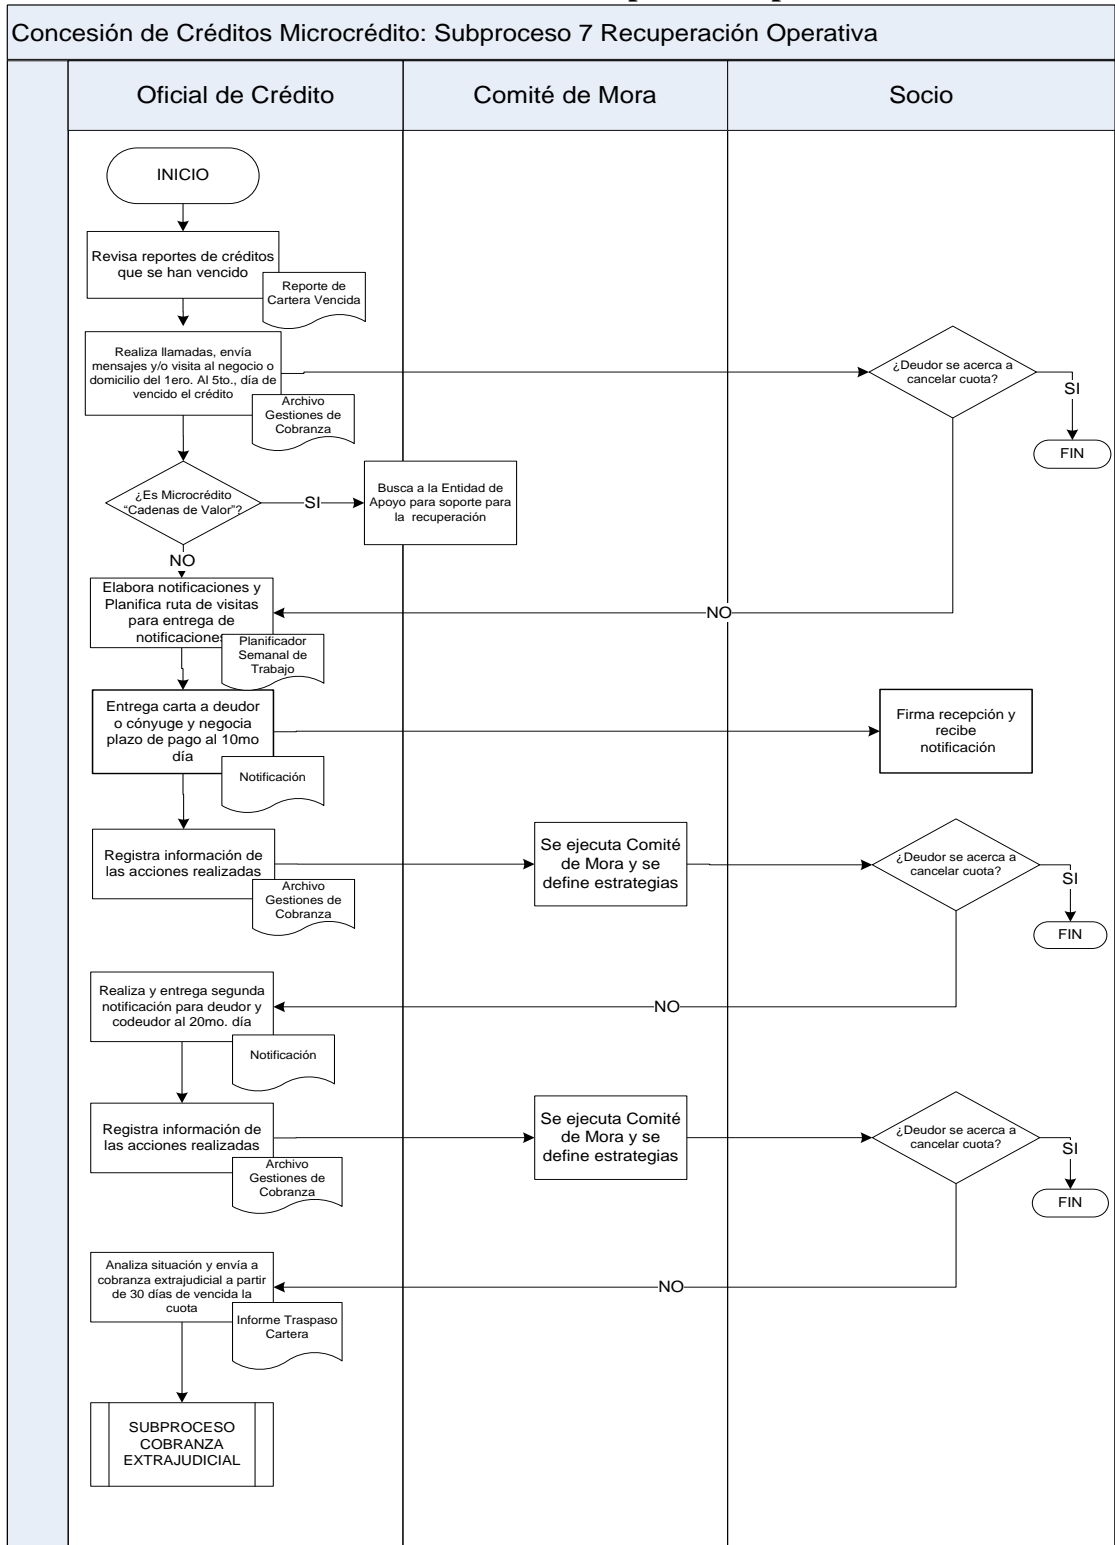 Concesión de Créditos Microcrédito: Subproceso 7 Recuperación Operativa
Oficial de Crédito
Comité de Mora
Socio
INICIO
Revisa reportes de créditos
que se han vencido
Reporte de
Cartera Vencida
Realiza llamadas, envía
mensajes y/o visita al negocio o
domicilio del 1ero. Al 5to., día de
vencido el crédito
Archivo
Gestiones de
Cobranza
¿Deudor se acerca a
cancelar cuota?
SI
FIN
¿Es Microcrédito
“Cadenas de Valor”?
SI
Busca a la Entidad de
Apoyo para soporte para
la recuperación
NO
Elabora notificaciones y
Planifica ruta de visitas
para entrega de
notificaciones
NO
Planificador
Semanal de
Trabajo
Entrega carta a deudor
o cónyuge y negocia
plazo de pago al 10mo
día
Notificación
Firma recepción y
recibe
notificación
Registra información de
las acciones realizadas
Archivo
Gestiones de
Cobranza
Se ejecuta Comité
de Mora y se
define estrategias
¿Deudor se acerca a
cancelar cuota?
SI
FIN
Realiza y entrega segunda
notificación para deudor y
codeudor al 20mo. día
NO
Notificación
Registra información de
las acciones realizadas
Archivo
Gestiones de
Cobranza
Se ejecuta Comité
de Mora y se
define estrategias
¿Deudor se acerca a
cancelar cuota?
SI
FIN
Analiza situación y envía a
cobranza extrajudicial a partir
de 30 días de vencida la
cuota
NO
Informe Traspaso
Cartera
SUBPROCESO
COBRANZA
EXTRAJUDICIAL